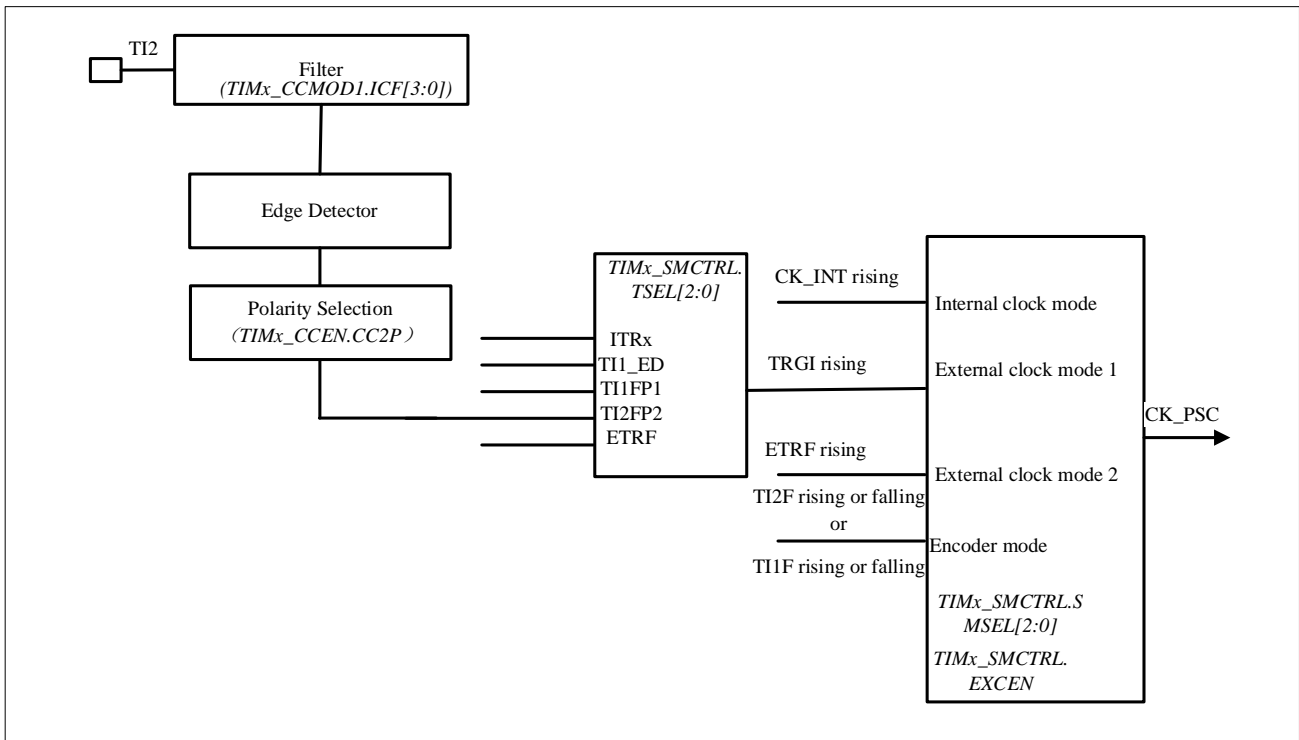 TI2
Filter
(TIMx_CCMOD1.ICF[3:0])
Edge Detector
Polarity Selection
（TIMx_CCEN.CC2P）
TIMx_SMCTRL.
TSEL[2:0]
ITRx
TI1_ED
TI1FP1
TI2FP2
ETRF
CK_INT rising
TRGI rising
ETRF rising
TI2F rising or falling
or
TI1F rising or falling
Internal clock mode
External clock mode 1
External clock mode 2
Encoder mode
TIMx_SMCTRL.S
MSEL[2:0]
TIMx_SMCTRL.
EXCEN
CK_PSC